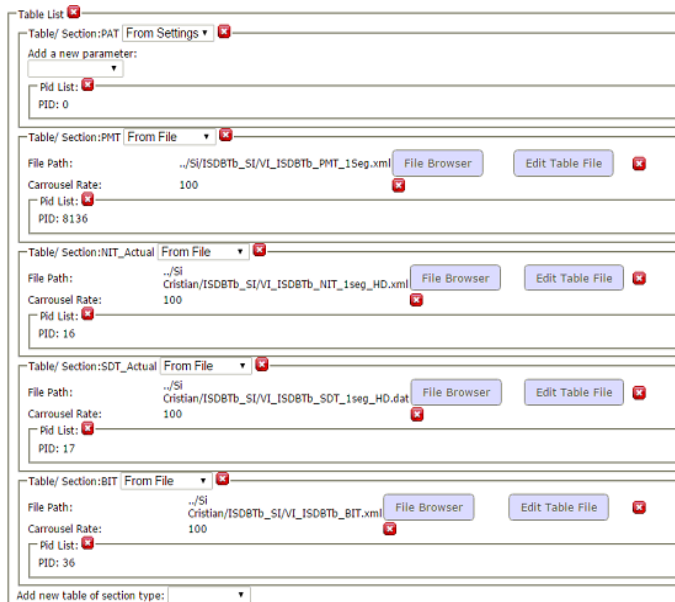 Table List
Table/ Section:PAT From Settings
Add a new parameter:
Pid List:
PID: 0
Table/ Section:PMT From File
File Path: ../Si/ISDBTb_SI/VI_ISDBTb_PMT_1Seg.xml File Browser Edit Table File
Carrousel Rate: 100
Pid List:
PID: 8136
Table/ Section:NIT_Actual From File
../Si
File Path: Cristian/ISDBTb_SI/VI_ISDBTb_NIT_1seg_HD.xml File Browser Edit Table File
Carrousel Rate: 100
Pid List:
PID: 16
Table/ Section:SDT_Actual From File
../Si
File Path: Cristian/ISDBTb_SI/VI_ISDBTb_SDT_1seg_HD.dat File Browser Edit Table File
Carrousel Rate: 100
Pid List:
PID: 17
Table/ Section:BIT From File
../Si
File Path: Cristian/ISDBTb_SI/VI_ISDBTb_BIT.xml File Browser Edit Table File
Carrousel Rate: 100
Pid List:
PID: 36
Add new table of section type: